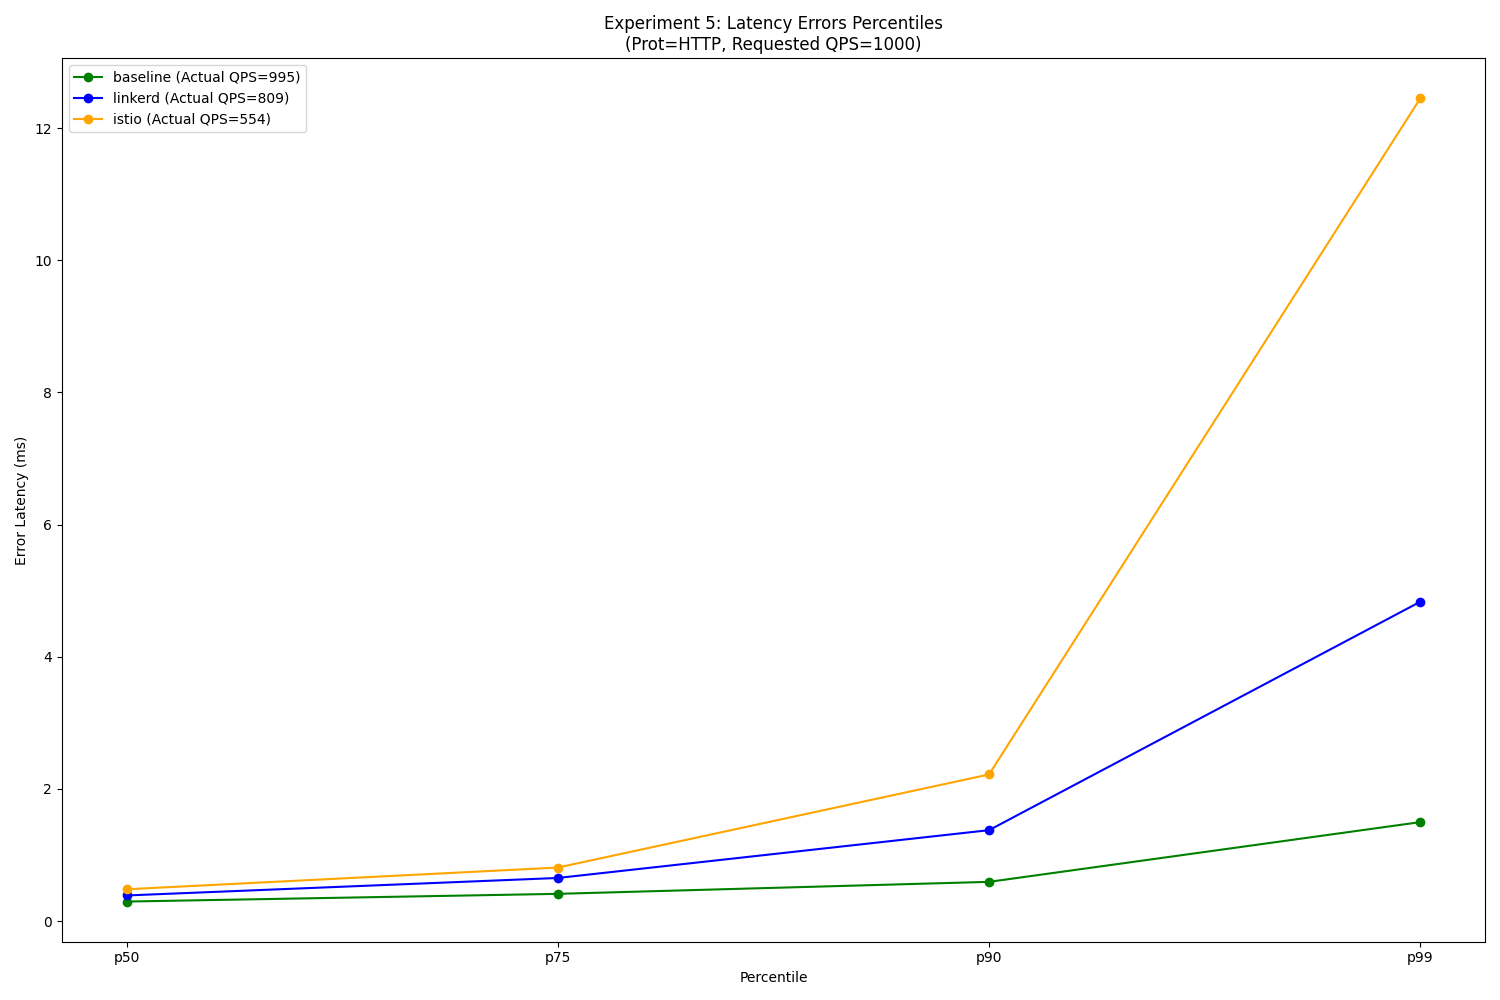 Experiment 5: Latency Errors Percentiles
(Prot=HTTP, Requested QPS=1000)
baseline (Actual QPS=995)
linkerd (Actual QPS=809)
istio (Actual QPS=554)
12
10
8
6
4
2
0
Error Latency (ms)
p50
p75
p90
p99
Percentile